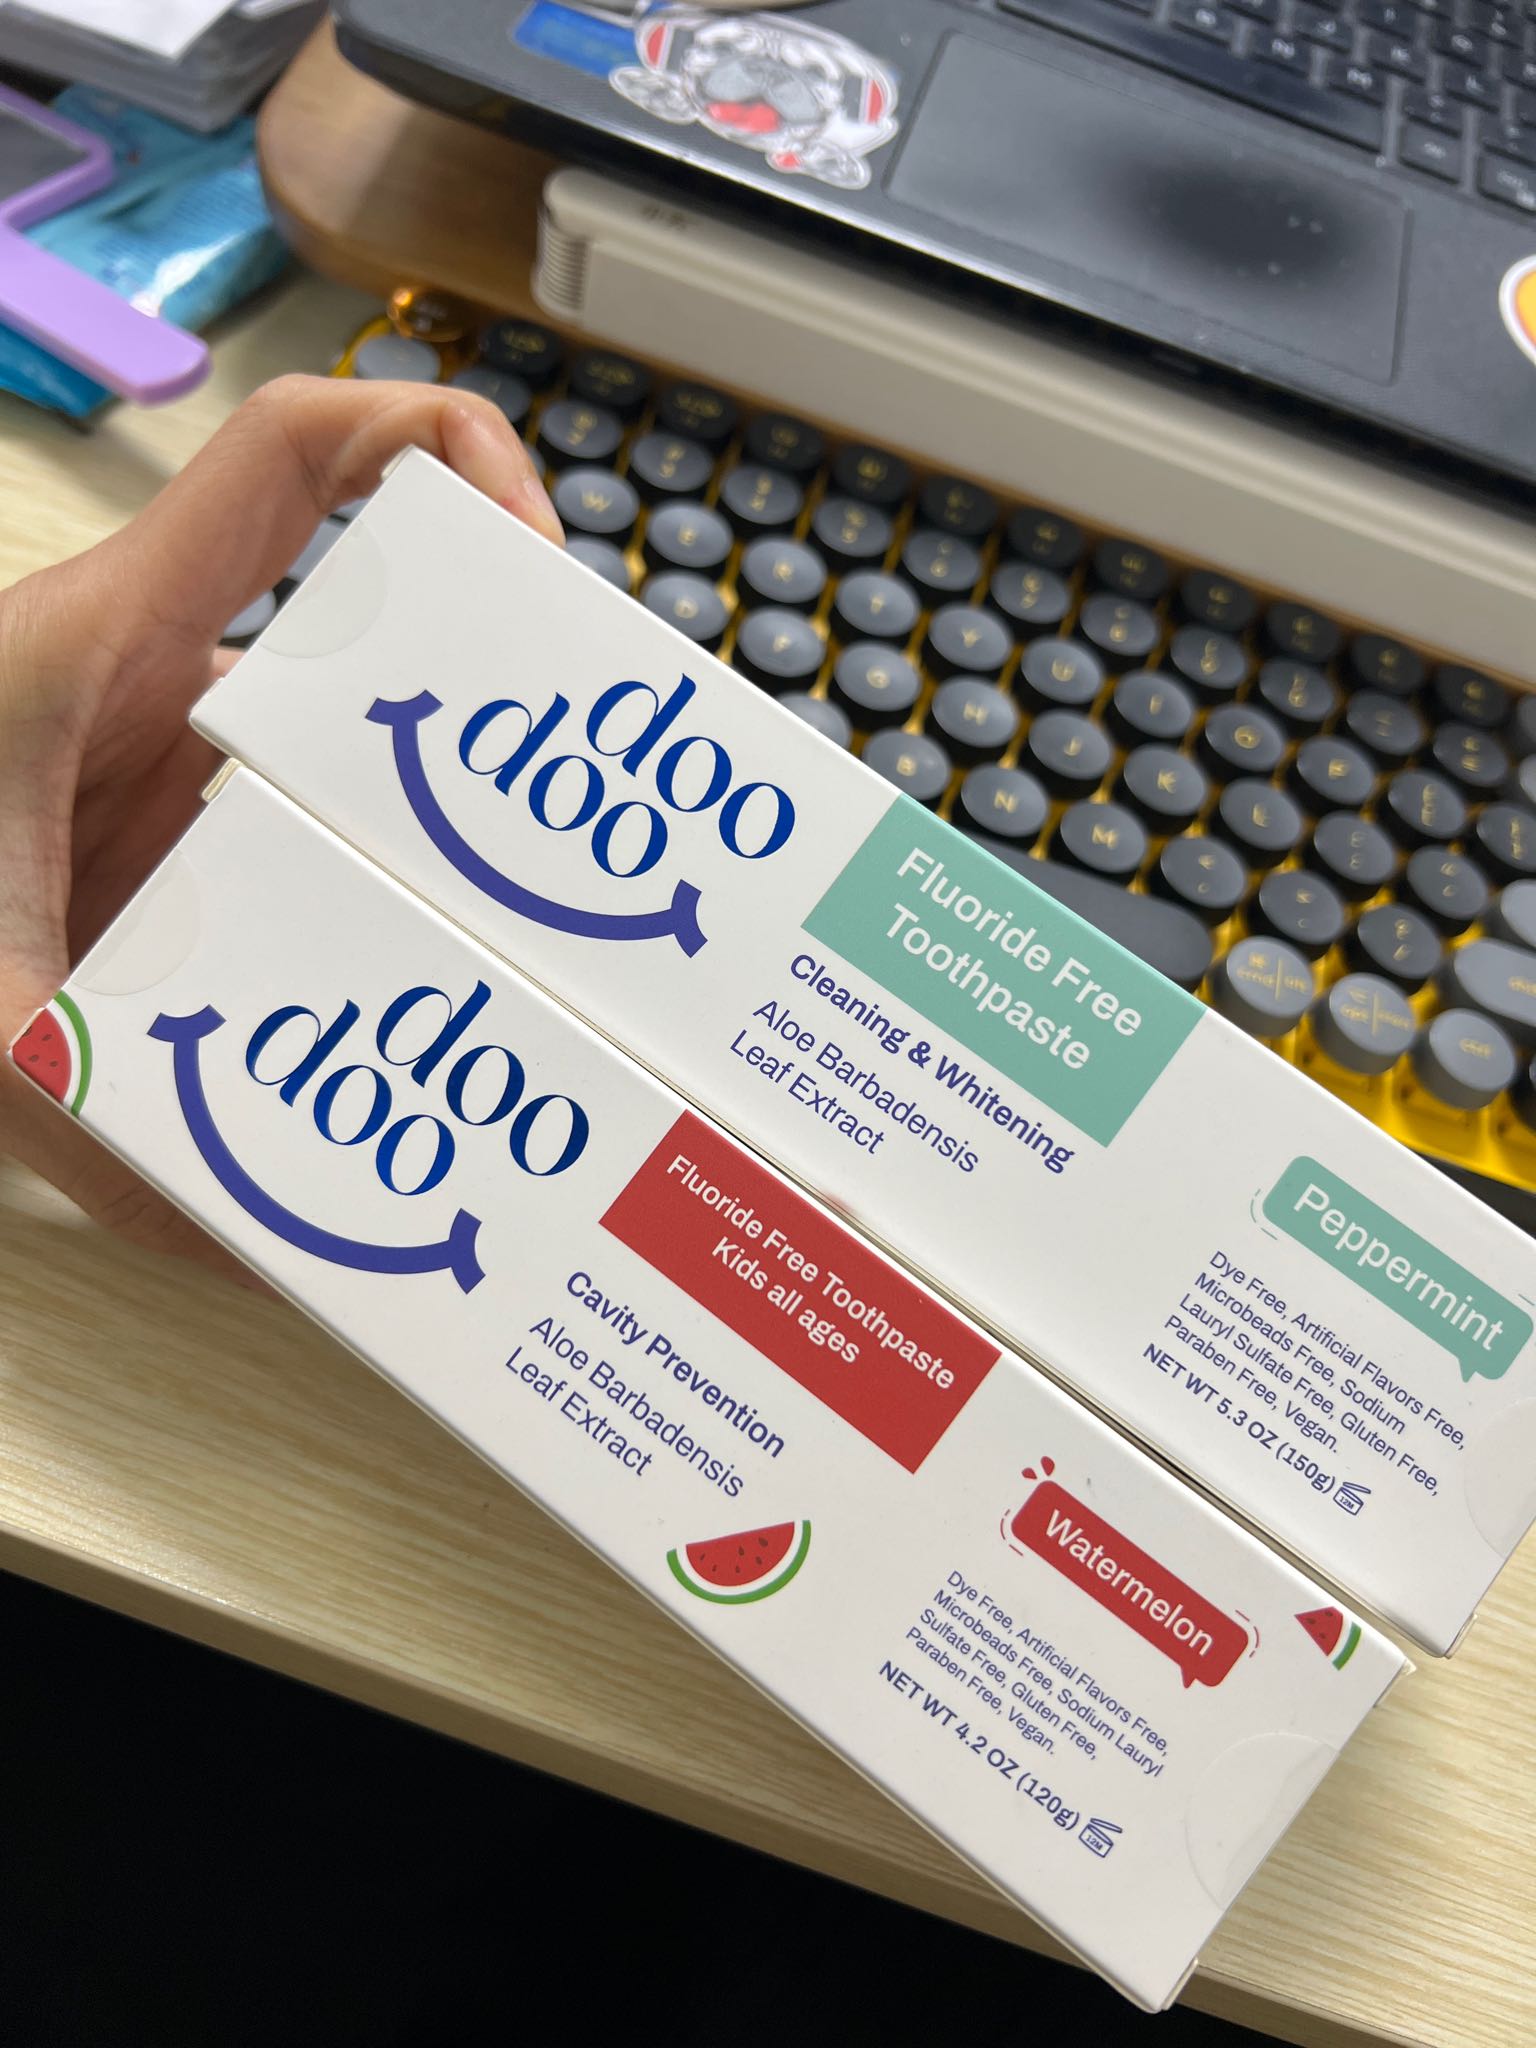 doo
doo
Fluoride Free
Toothpaste
Cleaning & Whitening
Aloe Barbadensis
Leaf Extract
Peppermint
Dye Free, Artificial Flavors Free,
Microbeads Free, Sodium
Lauryl Sulfate Free, Gluten Free,
Paraben Free, Vegan.
NET WT 5.3 OZ (150g)
12M
doo
doo
Fluoride Free Toothpaste
Kids all ages
Cavity Prevention
Aloe Barbadensis
Leaf Extract
Watermelon
Dye Free, Artificial Flavors Free,
Microbeads Free, Sodium Lauryl
Sulfate Free, Gluten Free,
Paraben Free, Vegan.
NET WT 4.2 OZ (120g)
12M
W
E
R
T
Y
U
I
D
F
G
H
J
K
L
B
N
M